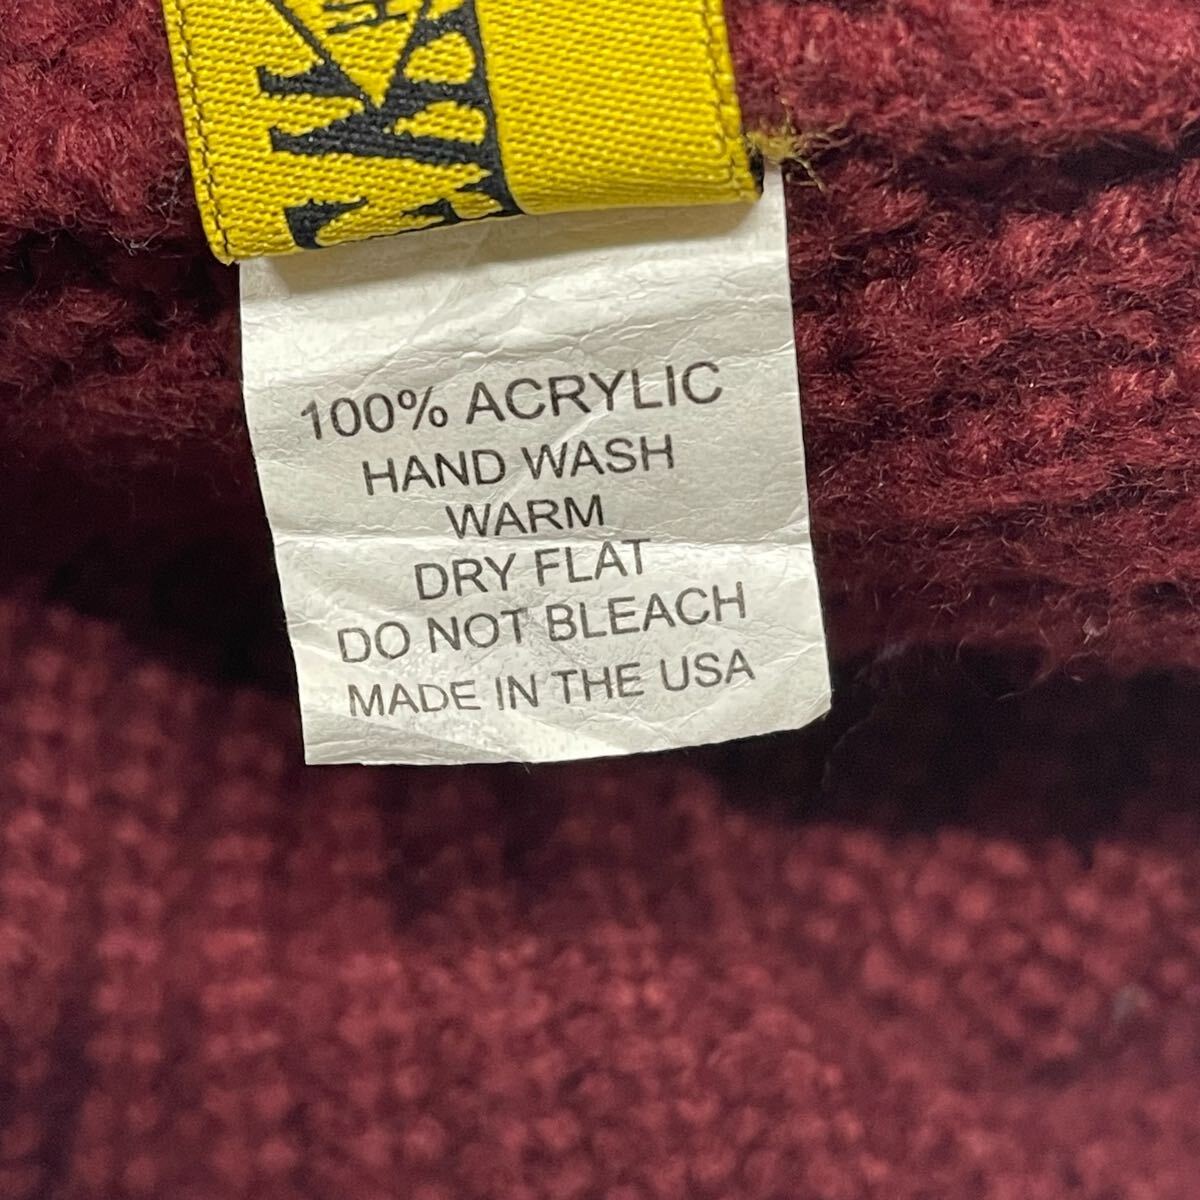 100% ACRYLIC
HAND WASH
WARM
DRY FLAT
DO NOT BLEACH
MADE IN THE USA